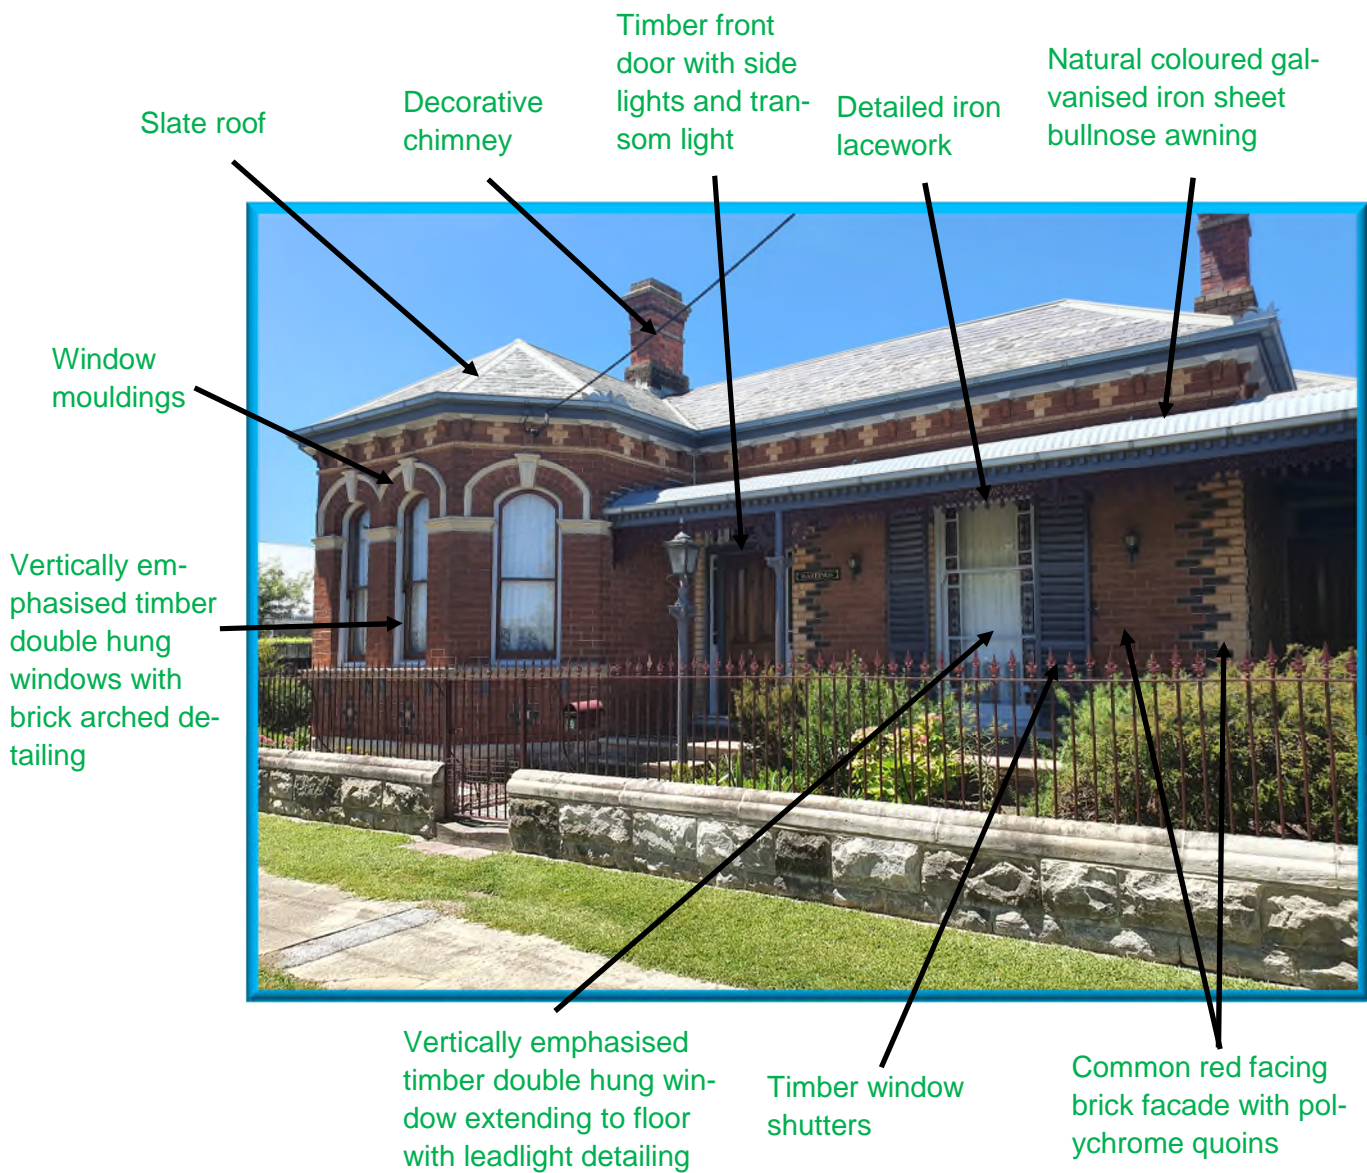 Timber front
door with side
lights and tran-
som light
Natural coloured gal-
vanised iron sheet
bullnose awning
Decorative
chimney
Detailed iron
lacework
Slate roof
Window
mouldings
Vertically em-
phasised timber
double hung
windows with
brick arched de-
tailing
HASTINGS
Vertically emphasised
timber double hung win-
dow extending to floor
with leadlight detailing
Timber window
shutters
Common red facing
brick facade with pol-
ychrome quoins